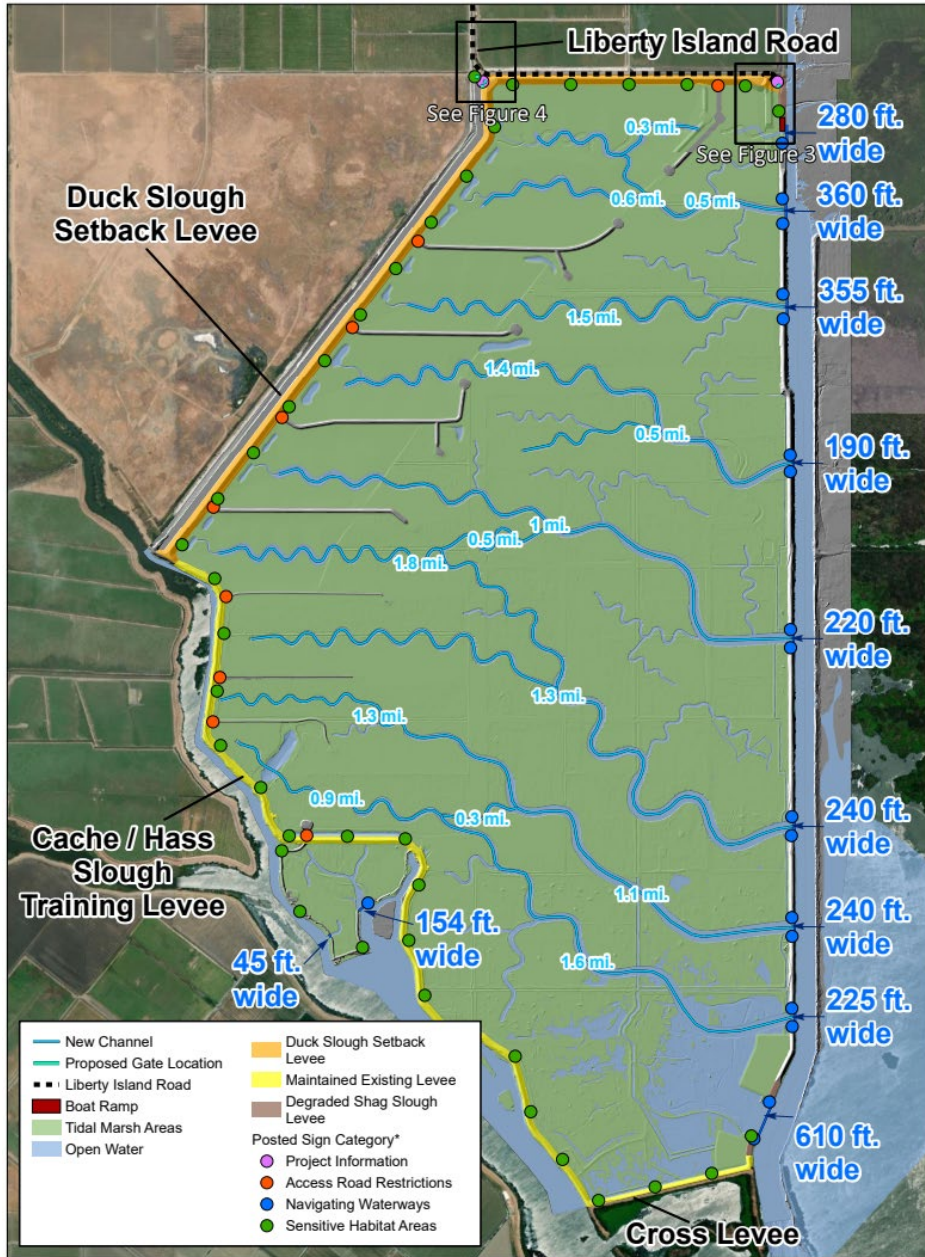 Liberty Island Road
See Figure 4
See Figure 3
0.3 mi.
280 ft.
wide
Duck Slough
Setback Levee
0.6 mi.
0.5 mi.
360 ft.
wide
1.5 mi.
355 ft.
wide
1.4 mi.
0.5 mi.
190 ft.
wide
1 mi.
0.5 mi.
1.8 mi.
220 ft.
wide
1.3 mi.
1.3 mi.
0.9 mi.
0.3 mi.
240 ft.
wide
Cache / Hass
Slough
Training Levee
1.1 mi.
240 ft.
wide
154 ft.
wide
45 ft.
wide
1.6 mi.
225 ft.
wide
610 ft.
wide
Cross Levee
New Channel
Proposed Gate Location
Liberty Island Road
Boat Ramp
Tidal Marsh Areas
Open Water
Duck Slough Setback
Levee
Maintained Existing Levee
Degraded Shag Slough
Levee
Posted Sign Category*
Project Information
Access Road Restrictions
Navigating Waterways
Sensitive Habitat Areas